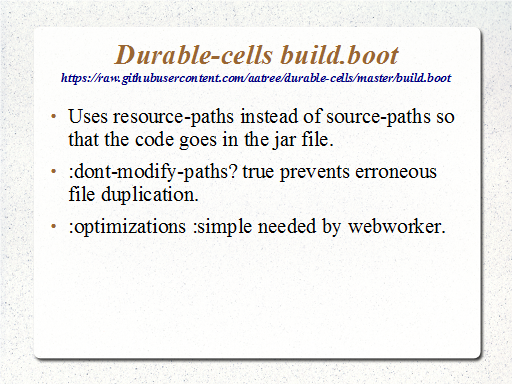 Durable-cells build.boot
https://raw.githubusercontent.com/aatree/durable-cells/master/build.boot
• Uses resource-paths instead of source-paths so
that the code goes in the jar file.
• :dont-modify-paths? true prevents erroneous
file duplication.
• :optimizations :simple needed by webworker.